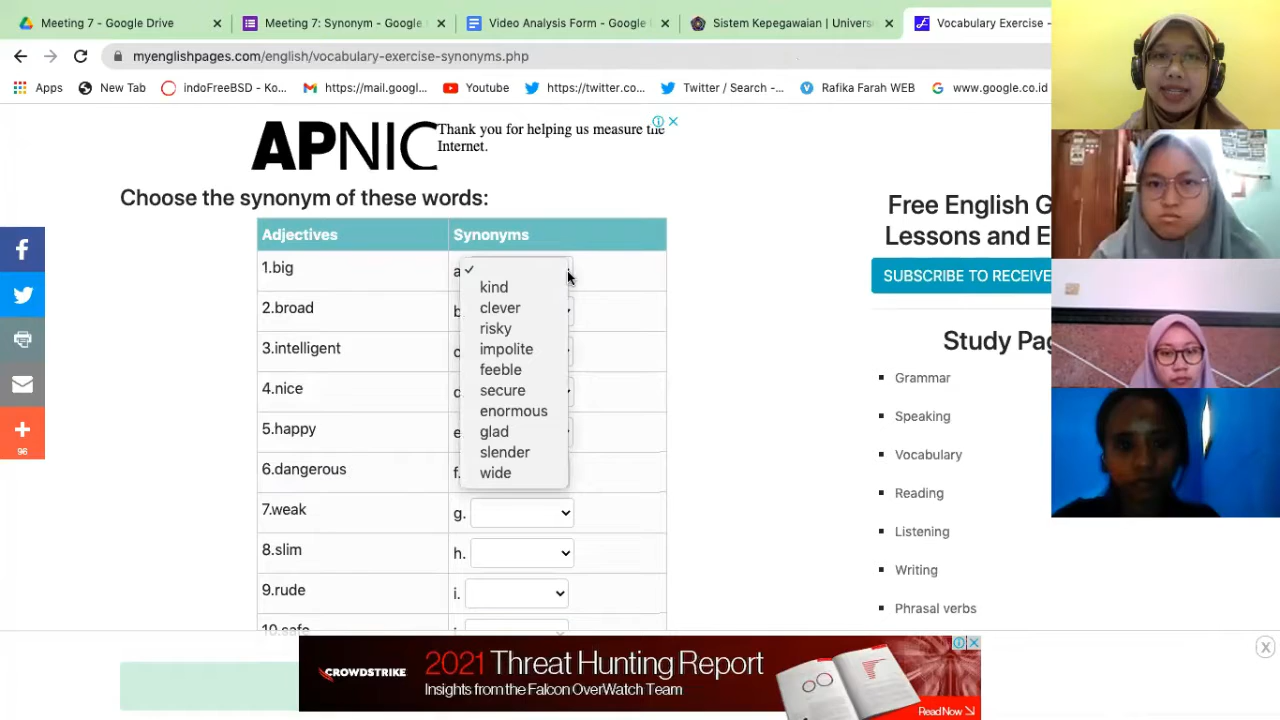 Meeting 7 - Google Drive
Meeting 7: Synonym - Google
Video Analysis Form - Google
Sistem Kepegawaian | Univers
Vocabulary Exercise -
myenglishpages.com/english/vocabulary-exercise-synonyms.php
Apps
New Tab
indoFreeBSD - Ko...
https://mail.googl...
Youtube
https://twitter.co...
Twitter / Search -...
Rafika Farah WEB
www.google.co.id
APNIC
Thank you for helping us measure the
Internet.
Choose the synonym of these words:
Adjectives Synonyms
1.big a
kind
clever
2.broad
risky
3.intelligent
impolite
feeble
4.nice
secure
enormous
5.happy
glad
slender
6.dangerous f.
wide
7.weak g.
8.slim h.
9.rude i.
10.safe
96
Free English G
Lessons and E
SUBSCRIBE TO RECEIVE
Study Pag
Grammar
Speaking
Vocabulary
Reading
Listening
Writing
Phrasal verbs
CROWDSTRIKE
2021 Threat Hunting Report
Insights from the Falcon OverWatch Team
Read Now